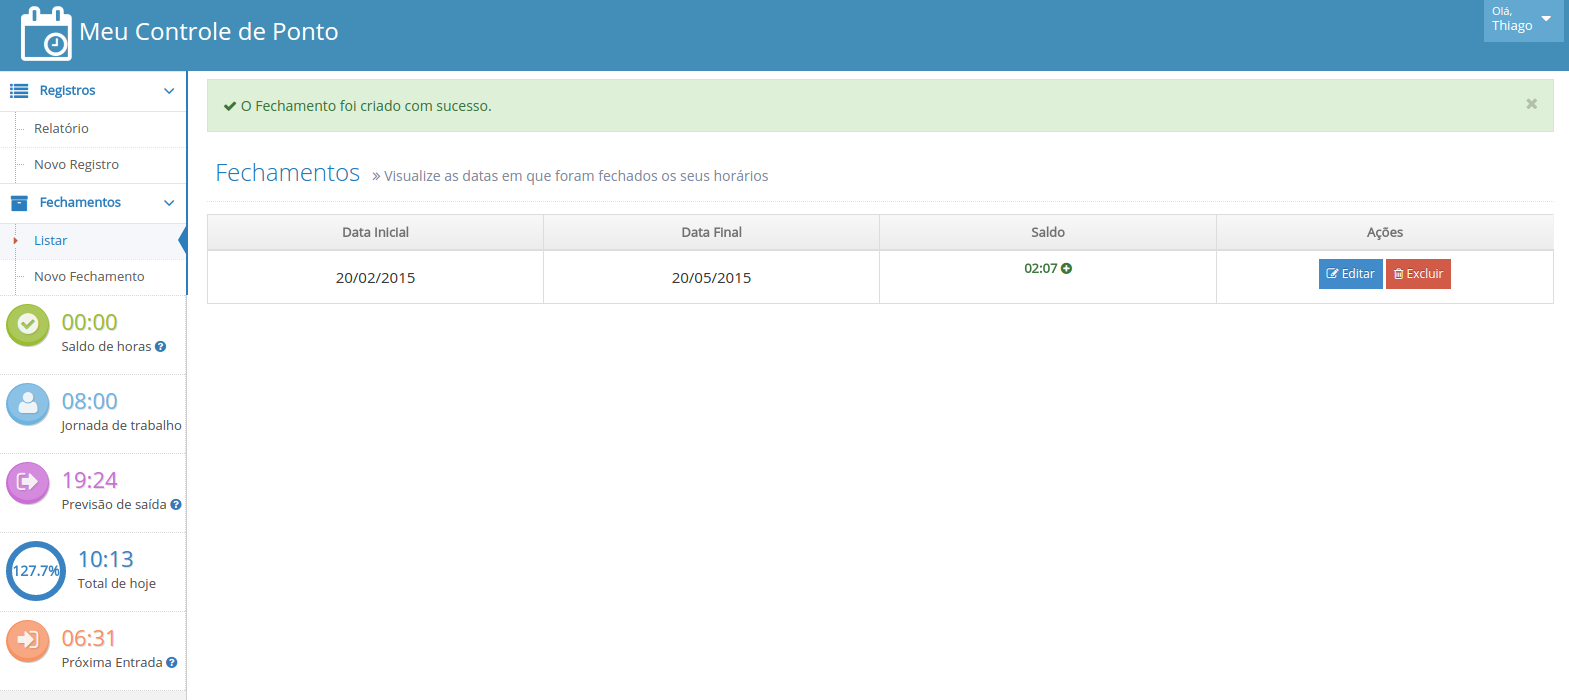 Meu Controle de Ponto
Olá,
Thiago
Registros
Relatório
Novo Registro
Fechamentos
Listar
Novo Fechamento
00:00
Saldo de horas
08:00
Jornada de trabalho
19:24
Previsão de saída
127.7%
10:13
Total de hoje
06:31
Próxima Entrada
O Fechamento foi criado com sucesso.
Fechamentos » Visualize as datas em que foram fechados os seus horários
Data Inicial Data Final Saldo Ações
20/02/2015 20/05/2015 02:07 Editar Excluir